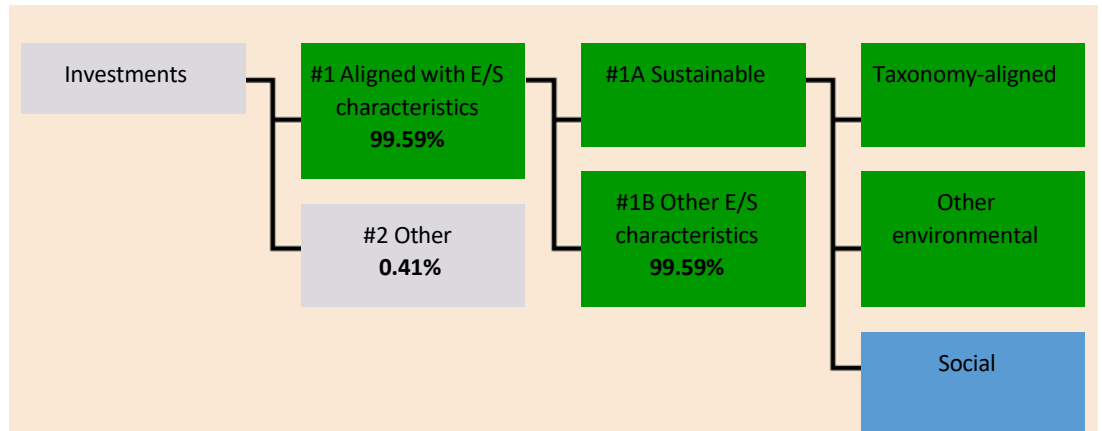 Investments
#1 Aligned with E/S
characteristics
99.59%
#2 Other
0.41%
#1A Sustainable
#1B Other E/S
characteristics
99.59%
Taxonomy-aligned
Other
environmental
Social